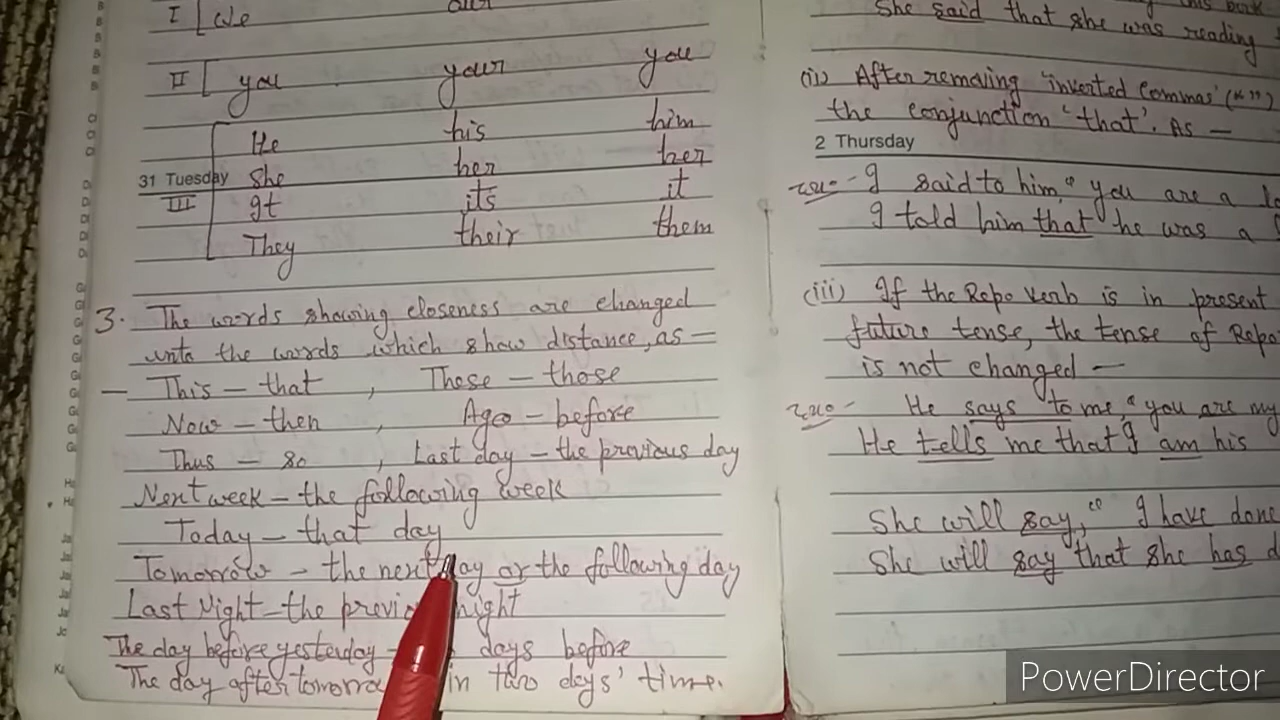 I We our
II you your you
He his him
31 Tuesday She her her
III It its it
They their them
3. The words showing closeness are changed
unto the words which show distance, as –
– This – that , These – those
Now – then , Ago – before
Thus – so , Last day – the previous day
Next week – the following week
Today – that day
Tomorrow – the next day or the following day
Last Night – the previous night
The day before yesterday – days before
The day after tomorrow in two days' time.
She said that she was reading
(ii) After removing 'inverted commas' (“ ”)
the conjunction 'that'. As –
2 Thursday
I said to him, “you are a
I told him that he was a
(iii) If the Repo verb is in present
future tense, the tense of Repo
is not changed –
He says to me, “you are my
He tells me that I am his
She will say, “I have done
She will say that she has d
PowerDirector